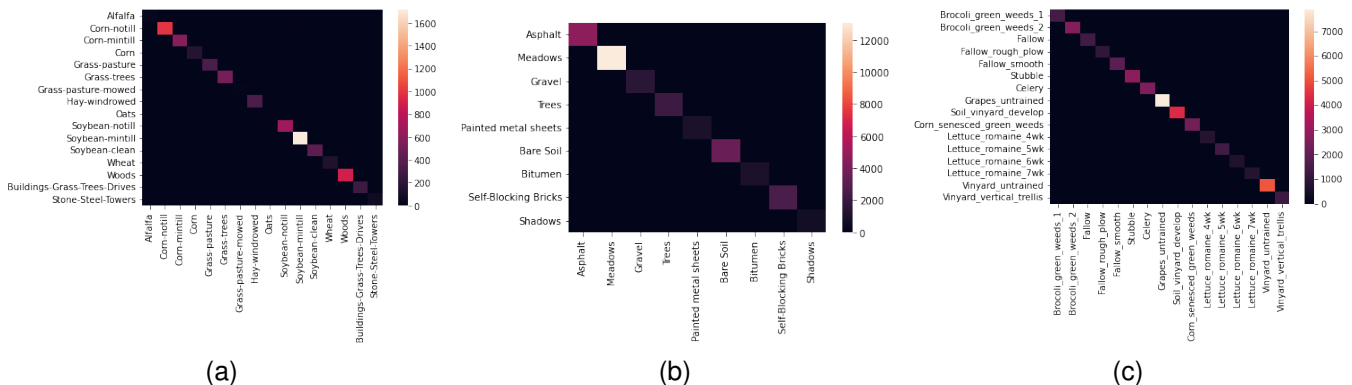 Alfalfa
Corn-notill
Corn-mintill
Corn
Grass-pasture
Grass-trees
Grass-pasture-mowed
Hay-windrowed
Oats
Soybean-notill
Soybean-mintill
Soybean-clean
Wheat
Woods
Buildings-Grass-Trees-Drives
Stone-Steel-Towers
Alfalfa
Corn-notill
Corn-mintill
Corn
Grass-pasture
Grass-trees
Grass-pasture-mowed
Hay-windrowed
Oats
Soybean-notill
Soybean-mintill
Soybean-clean
Wheat
Woods
Buildings-Grass-Trees-Drives
Stone-Steel-Towers
1600
1400
1200
1000
800
600
400
200
0
(a)
Asphalt
Meadows
Gravel
Trees
Painted metal sheets
Bare Soil
Bitumen
Self-Blocking Bricks
Shadows
Asphalt
Meadows
Gravel
Trees
Painted metal sheets
Bare Soil
Bitumen
Self-Blocking Bricks
Shadows
12000
10000
8000
6000
4000
2000
0
(b)
Brocoli_green_weeds_1
Brocoli_green_weeds_2
Fallow
Fallow_rough_plow
Fallow_smooth
Stubble
Celery
Grapes_untrained
Soil_vinyard_develop
Corn_senesced_green_weeds
Lettuce_romaine_4wk
Lettuce_romaine_5wk
Lettuce_romaine_6wk
Lettuce_romaine_7wk
Vinyard_untrained
Vinyard_vertical_trellis
Brocoli_green_weeds_1
Brocoli_green_weeds_2
Fallow
Fallow_rough_plow
Fallow_smooth
Stubble
Celery
Grapes_untrained
Soil_vinyard_develop
Corn_senesced_green_weeds
Lettuce_romaine_4wk
Lettuce_romaine_5wk
Lettuce_romaine_6wk
Lettuce_romaine_7wk
Vinyard_untrained
Vinyard_vertical_trellis
7000
6000
5000
4000
3000
2000
1000
0
(c)